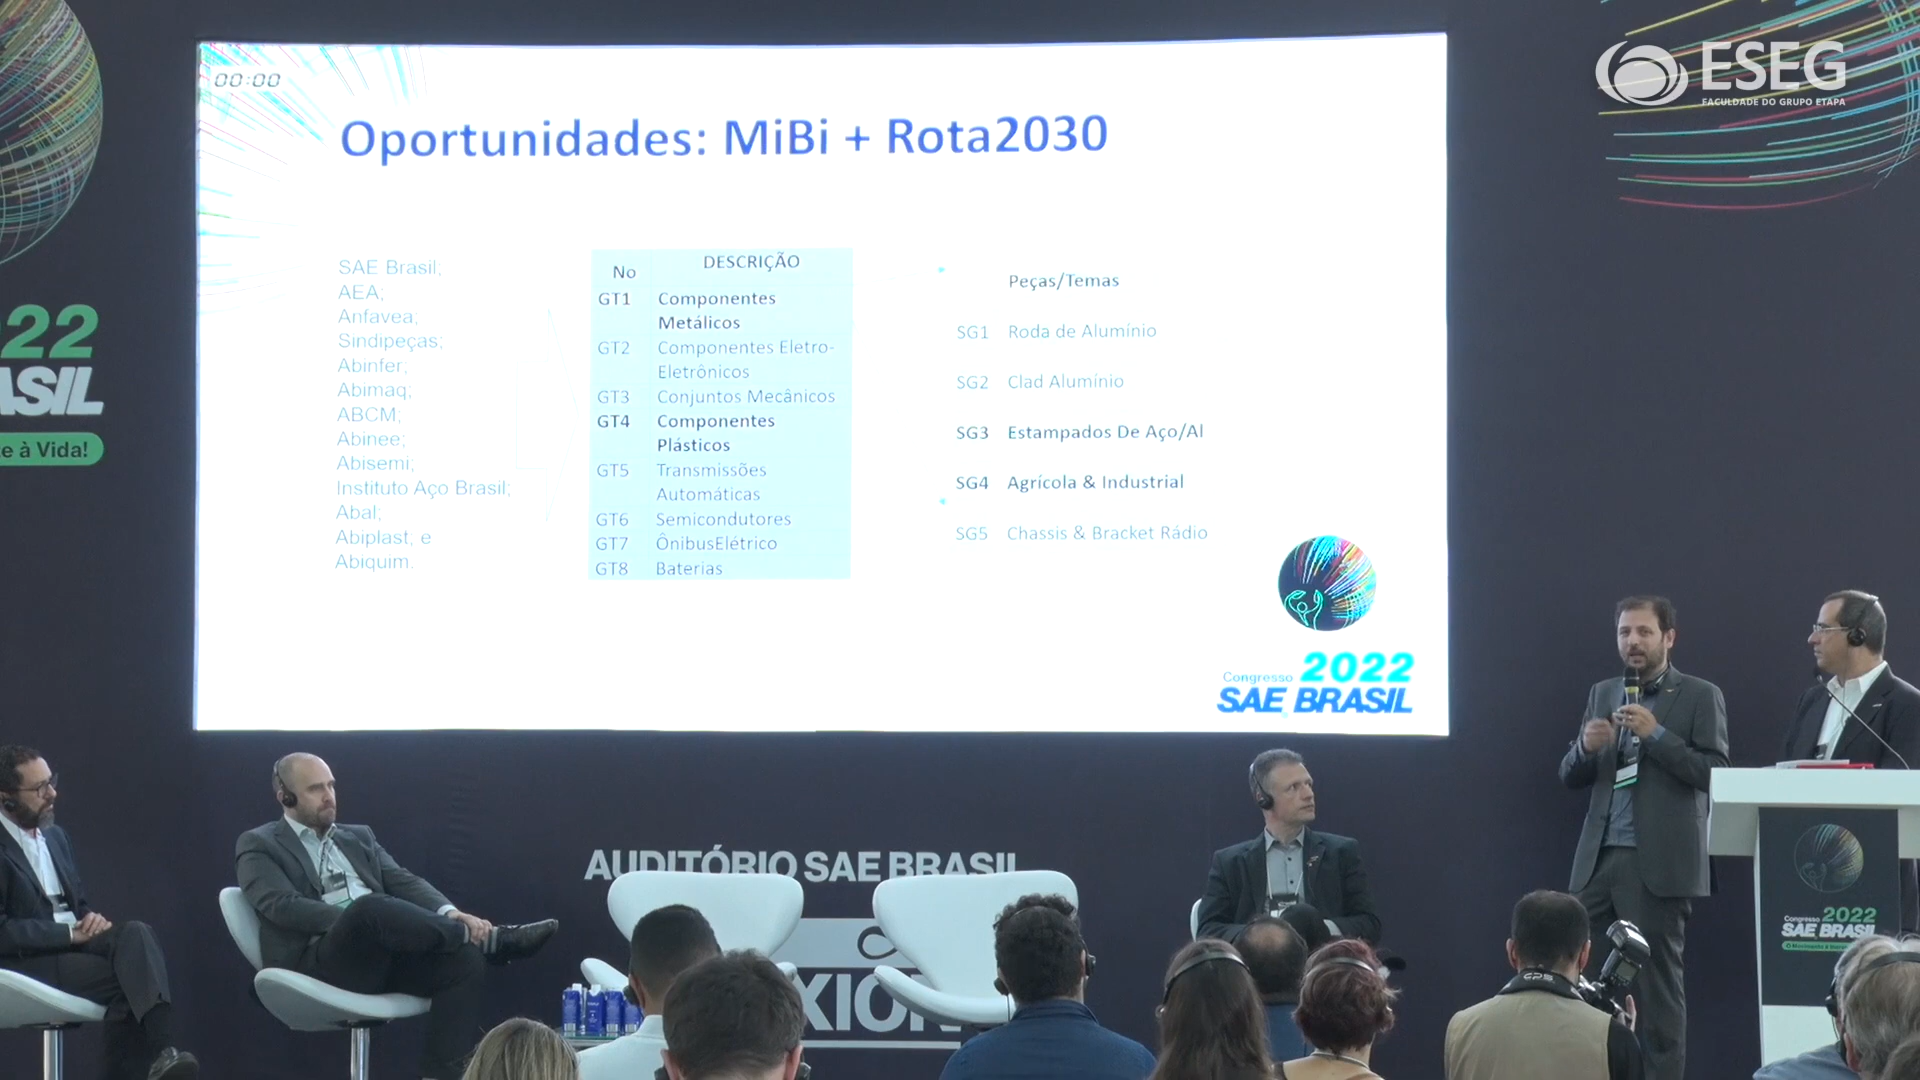 00:00
Oportunidades: MiBi + Rota2030
SAE Brasil;
AEA;
Anfavea;
Sindipeças;
Abinfer;
Abimaq;
ABCM;
Abinee;
Abisemi;
Instituto Aço Brasil;
Abal;
Abiplast; e
Abiquim.
No DESCRIÇÃO
GT1 Componentes
Metálicos
GT2 Componentes Eletro-
Eletrônicos
GT3 Conjuntos Mecânicos
GT4 Componentes
Plásticos
GT5 Transmissões
Automáticas
GT6 Semicondutores
GT7 ÔnibusElétrico
GT8 Baterias
Peças/Temas
SG1 Roda de Alumínio
SG2 Clad Alumínio
SG3 Estampados De Aço/Al
SG4 Agrícola & Industrial
SG5 Chassis & Bracket Rádio
Congresso 2022
SAE BRASIL
ESEG
FACULDADE DO GRUPO ETAPA
22
ASIL
e à Vida!
AUDITÓRIO SAE BRASIL
XION
Congresso 2022
SAE BRASIL
CPS